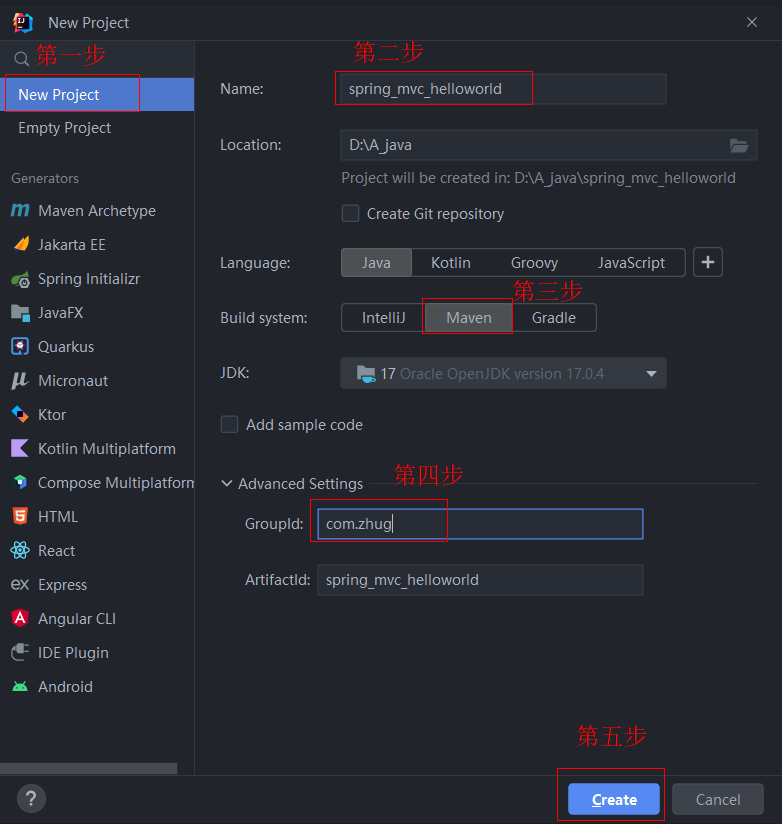 New Project
第一步
New Project
Empty Project
Generators
Maven Archetype
Jakarta EE
Spring Initializr
JavaFX
Quarkus
Micronaut
Ktor
Kotlin Multiplatform
Compose Multiplatform
HTML
React
Express
Angular CLI
IDE Plugin
Android
第二步
Name: spring_mvc_helloworld
Location: D:\A_java
Project will be created in: D:\A_java\spring_mvc_helloworld
Create Git repository
Language: Java Kotlin Groovy JavaScript +
第三步
Build system: IntelliJ Maven Gradle
JDK: 17 Oracle OpenJDK version 17.0.4
Add sample code
第四步
Advanced Settings
GroupId: com.zhug
ArtifactId: spring_mvc_helloworld
第五步
? Create Cancel